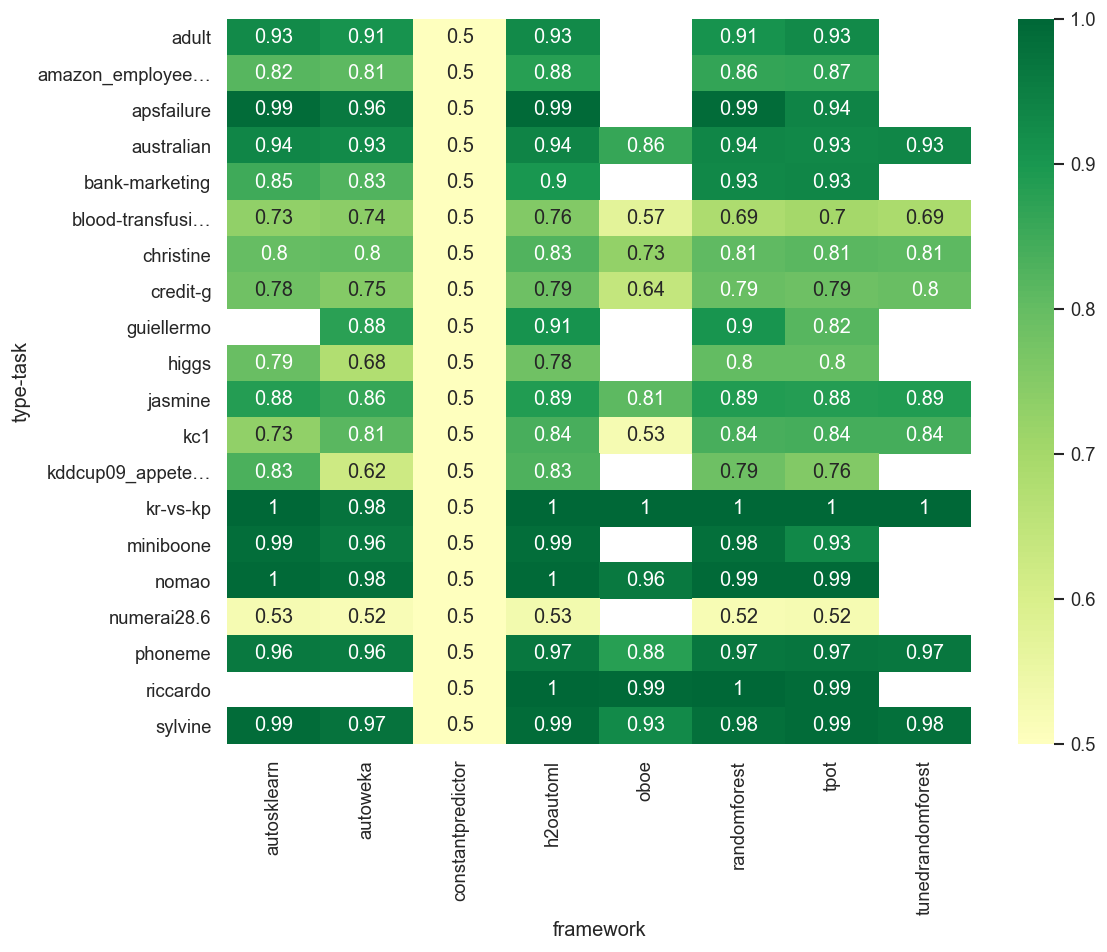 adult 0.93 0.91 0.5 0.93 0.91 0.93
amazon_employee… 0.82 0.81 0.5 0.88 0.86 0.87
apsfailure 0.99 0.96 0.5 0.99 0.99 0.94
australian 0.94 0.93 0.5 0.94 0.86 0.94 0.93 0.93
bank-marketing 0.85 0.83 0.5 0.9 0.93 0.93
blood-transfusi… 0.73 0.74 0.5 0.76 0.57 0.69 0.7 0.69
christine 0.8 0.8 0.5 0.83 0.73 0.81 0.81 0.81
credit-g 0.78 0.75 0.5 0.79 0.64 0.79 0.79 0.8
guiellermo 0.88 0.5 0.91 0.9 0.82
higgs 0.79 0.68 0.5 0.78 0.8 0.8
jasmine 0.88 0.86 0.5 0.89 0.81 0.89 0.88 0.89
kc1 0.73 0.81 0.5 0.84 0.53 0.84 0.84 0.84
kddcup09_appete… 0.83 0.62 0.5 0.83 0.79 0.76
kr-vs-kp 1 0.98 0.5 1 1 1 1 1
miniboone 0.99 0.96 0.5 0.99 0.98 0.93
nomao 1 0.98 0.5 1 0.96 0.99 0.99
numerai28.6 0.53 0.52 0.5 0.53 0.52 0.52
phoneme 0.96 0.96 0.5 0.97 0.88 0.97 0.97 0.97
riccardo 0.5 1 0.99 1 0.99
sylvine 0.99 0.97 0.5 0.99 0.93 0.98 0.99 0.98
type-task
autosklearn
autoweka
constantpredictor
h2oautoml
oboe
randomforest
tpot
tunedrandomforest
framework
1.0
0.9
0.8
0.7
0.6
0.5